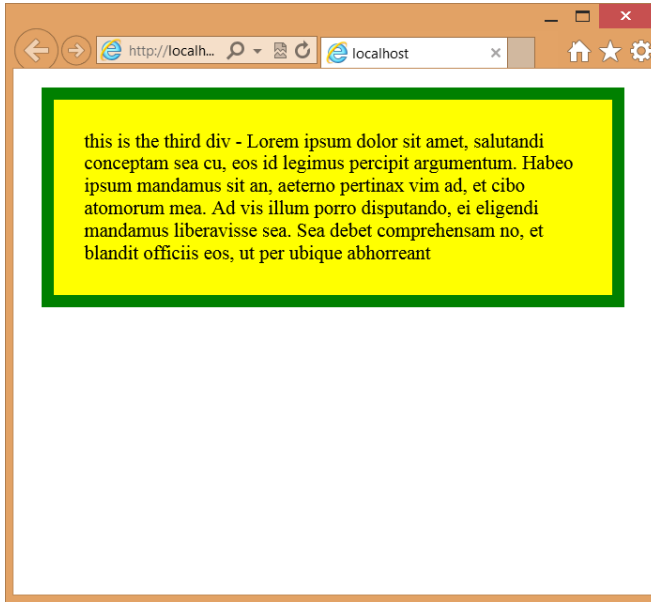 http://localh...
localhost
this is the third div - Lorem ipsum dolor sit amet, salutandi
conceptam sea cu, eos id legimus percipit argumentum. Habeo
ipsum mandamus sit an, aeterno pertinax vim ad, et cibo
atomorum mea. Ad vis illum porro disputando, ei eligendi
mandamus liberavisse sea. Sea debet comprehensam no, et
blandit officiis eos, ut per ubique abhorreant